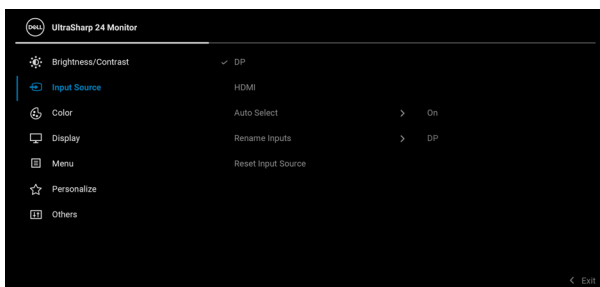 DELL UltraSharp 24 Monitor
Brightness/Contrast DP
Input Source HDMI
Color Auto Select > On
Display Rename Inputs > DP
Menu Reset Input Source
Personalize
Others
< Exit